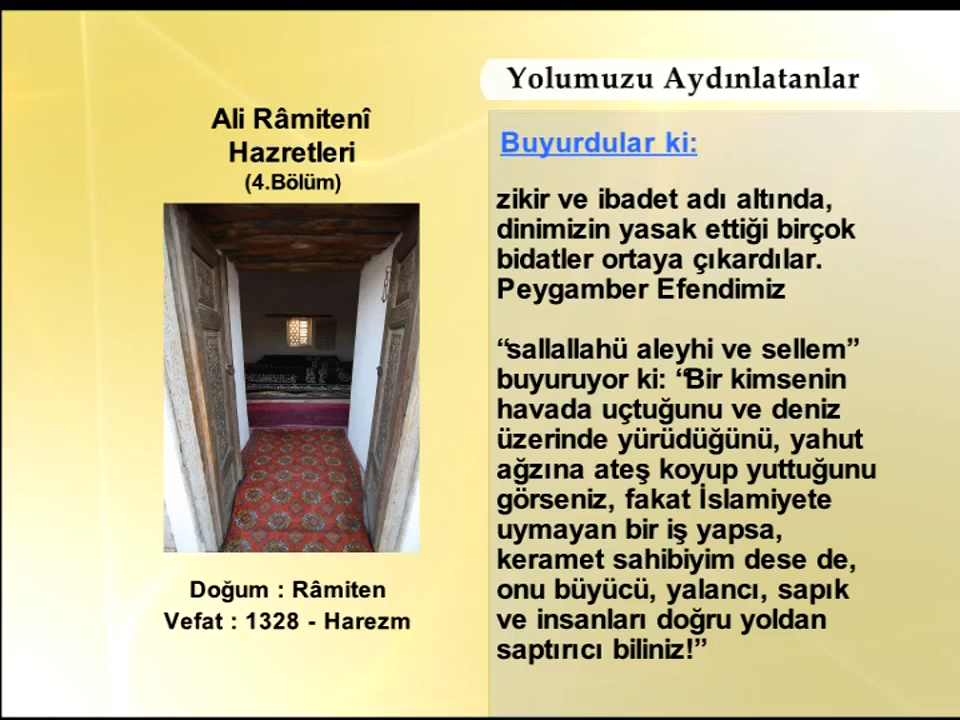 Yolumuzu Aydınlatanlar
Ali Râmitenî
Hazretleri
(4.Bölüm)
Doğum : Râmiten
Vefat : 1328 - Harezm
Buyurdular ki:
zikir ve ibadet adı altında,
dinimizin yasak ettiği birçok
bidatler ortaya çıkardılar.
Peygamber Efendimiz
“sallallahü aleyhi ve sellem”
buyuruyor ki: “Bir kimsenin
havada uçtuğunu ve deniz
üzerinde yürüdüğünü, yahut
ağzına ateş koyup yuttuğunu
görseniz, fakat İslamiyete
uymayan bir iş yapsa,
keramet sahibiyim dese de,
onu büyücü, yalancı, sapık
ve insanları doğru yoldan
saptırıcı biliniz!”